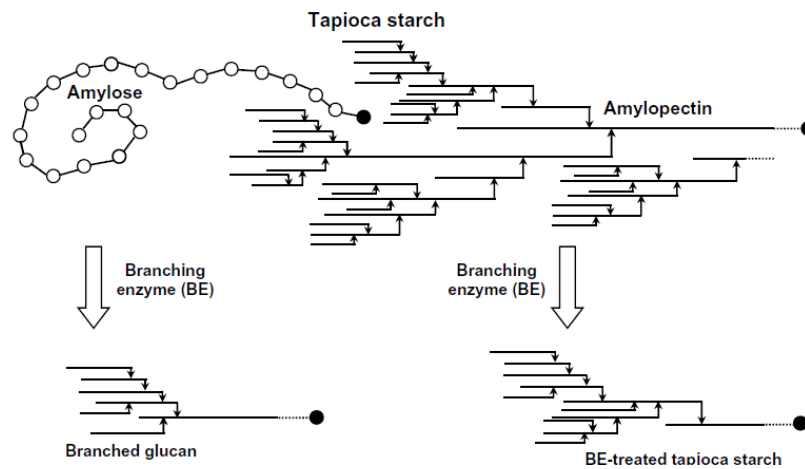 Tapioca starch
Amylose
Amylopectin
Branching
enzyme (BE)
Branching
enzyme (BE)
Branched glucan
BE-treated tapioca starch